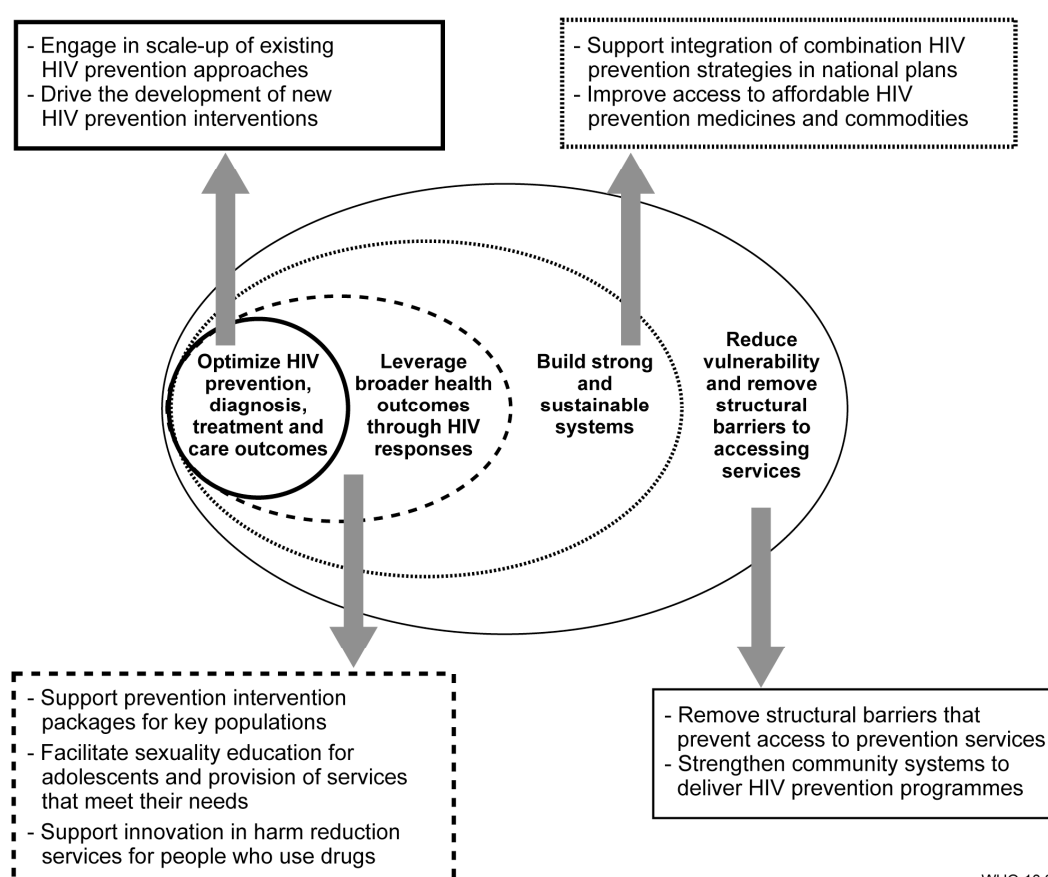 - Engage in scale-up of existing
HIV prevention approaches
- Drive the development of new
HIV prevention interventions
- Support integration of combination HIV
prevention strategies in national plans
- Improve access to affordable HIV
prevention medicines and commodities
Optimize HIV
prevention,
diagnosis,
treatment and
care outcomes
Leverage
broader health
outcomes
through HIV
responses
Build strong
and
sustainable
systems
Reduce
vulnerability
and remove
structural
barriers to
accessing
services
- Support prevention intervention
packages for key populations
- Facilitate sexuality education for
adolescents and provision of services
that meet their needs
- Support innovation in harm reduction
services for people who use drugs
- Remove structural barriers that
prevent access to prevention services
- Strengthen community systems to
deliver HIV prevention programmes